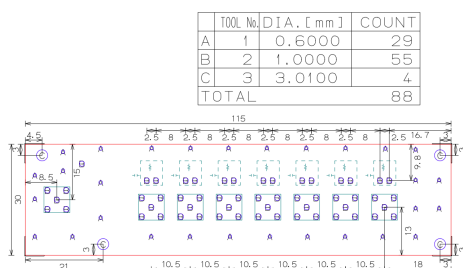 TOOL No. DIA.[mm] COUNT
A 1 0.6000 29
B 2 1.0000 55
C 3 3.0100 4
TOTAL 88
115
4.5 2.5 8 2.5 8 2.5 8 2.5 8 2.5 8 2.5 8 2.5 16.7 3
3
15
9.8
8.5
30
13
3
21 10.5 10.5 10.5 10.5 10.5 10.5 18 3